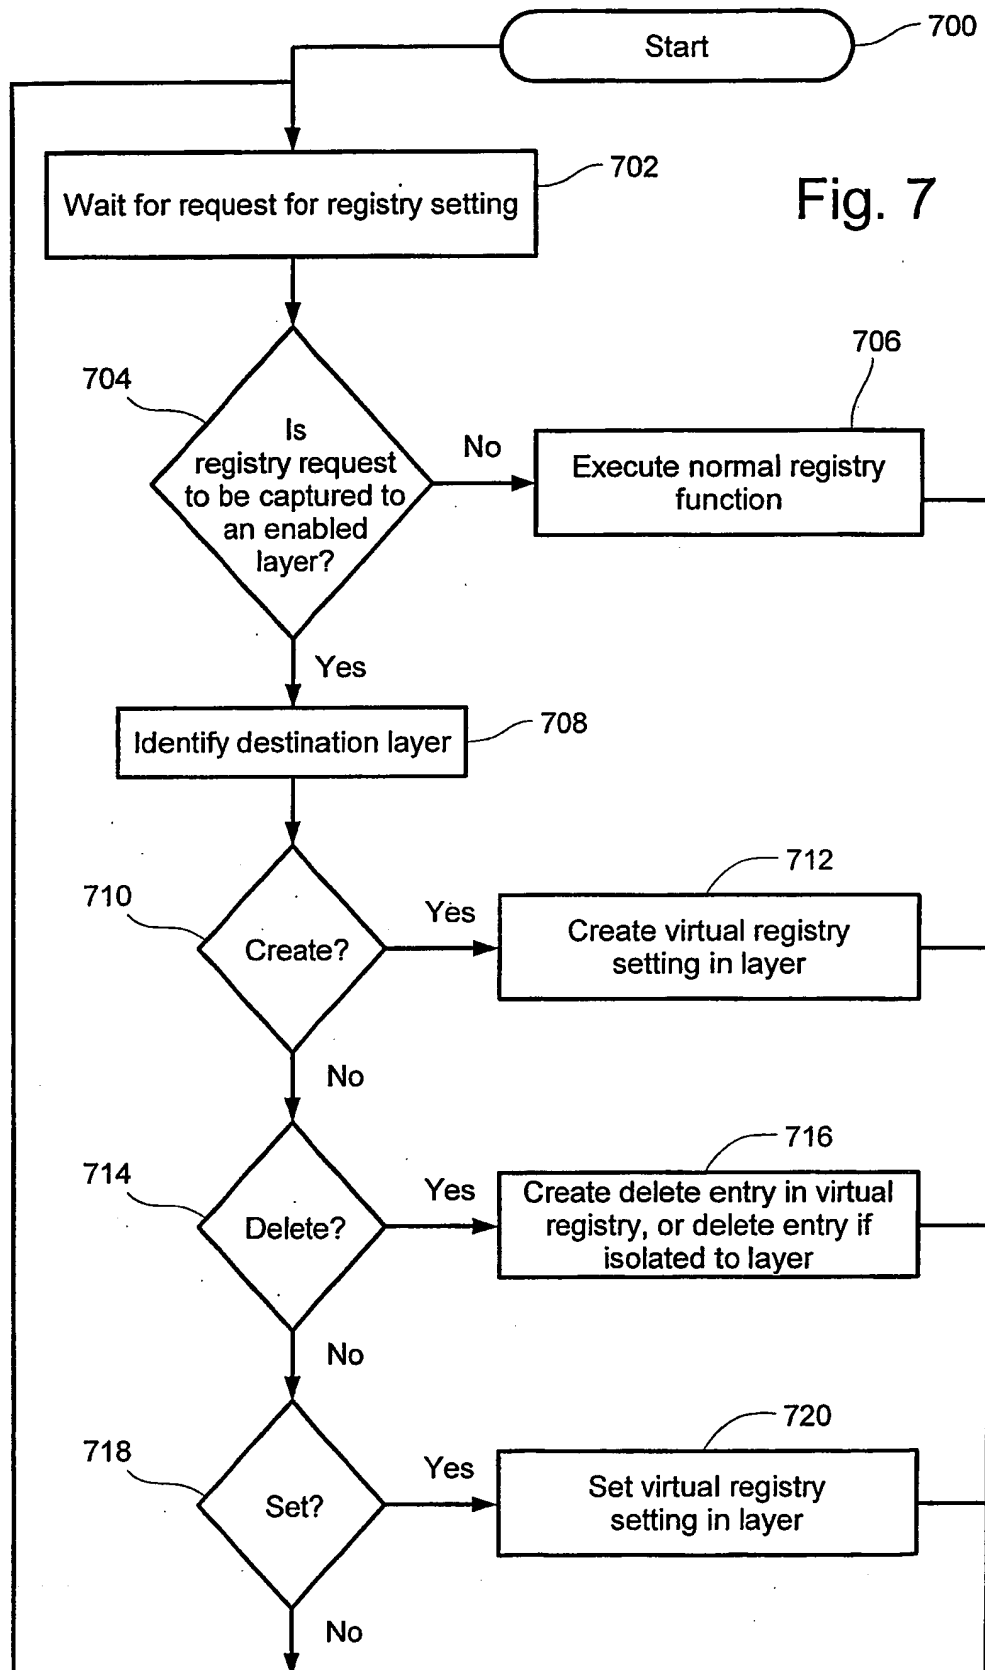 Start
700
Wait for request for registry setting
702
Fig. 7
704
Is
registry request
to be captured to
an enabled
layer?
No
706
Execute normal registry
function
Yes
Identify destination layer
708
710
Create?
Yes
712
Create virtual registry
setting in layer
No
714
Delete?
Yes
716
Create delete entry in virtual
registry, or delete entry if
isolated to layer
No
718
Set?
Yes
720
Set virtual registry
setting in layer
No